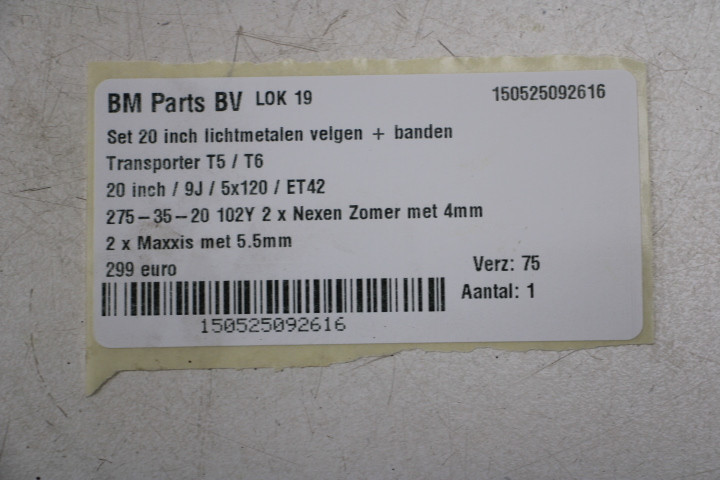 BM Parts BV LOK 19 150525092616
Set 20 inch lichtmetalen velgen + banden
Transporter T5 / T6
20 inch / 9J / 5x120 / ET42
275-35-20 102Y 2 x Nexen Zomer met 4mm
2 x Maxxis met 5.5mm
299 euro Verz: 75
Aantal: 1
150525092616